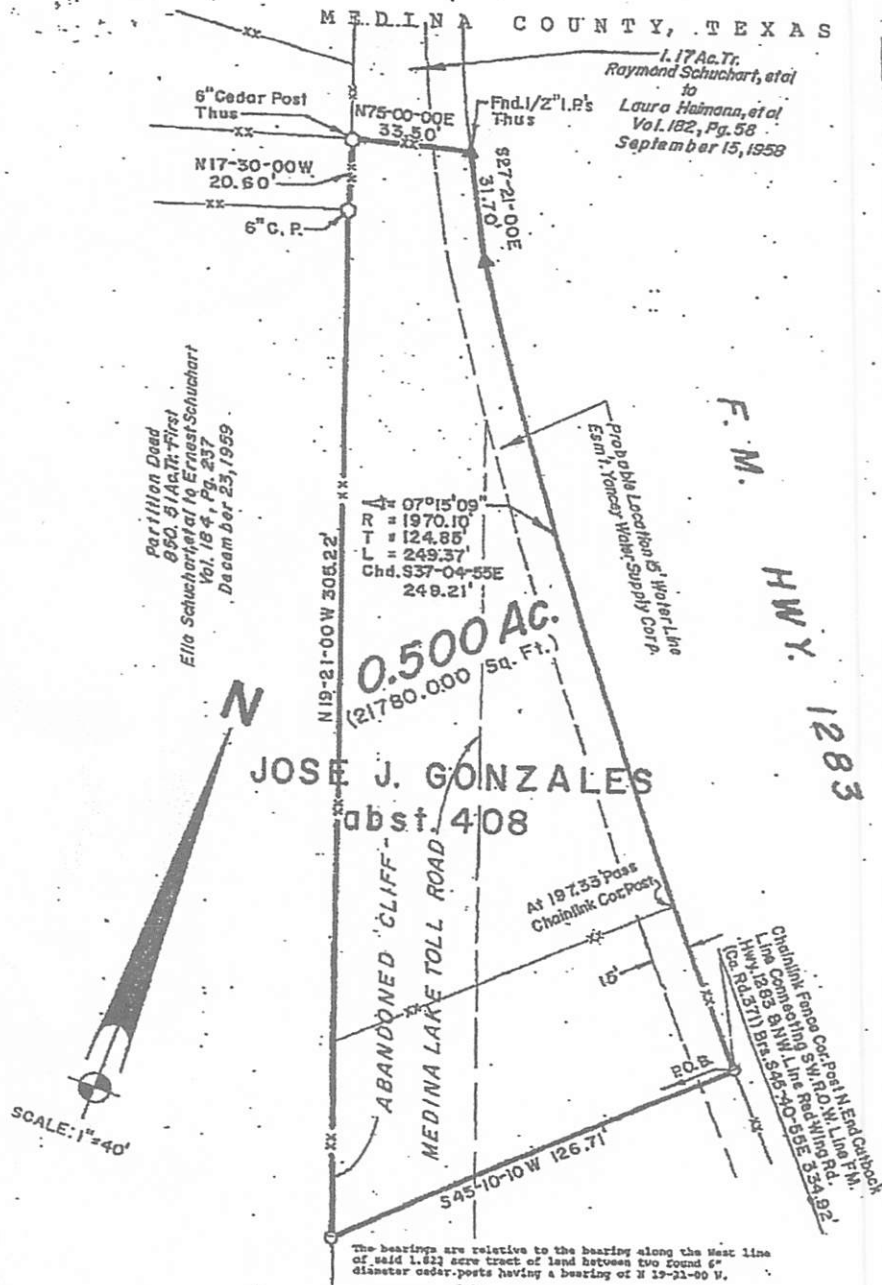 MEDINA COUNTY, TEXAS
1.17 Ac. Tr.
Raymond Schuchart, etal
to
Laura Haimann, etal
Vol. 182, Pg. 58
September 15, 1958
6" Cedar Post
Thus
N75-00-00E
33.50'
Fnd. 1/2" I.P.'s
Thus
N17-30-00W
20.60'
6" C. P.
S27-21-00E
31.70'
Partition Deed
850.51 Ac. Tr. First
Ella Schuchart, etal to Ernest Schuchart
Vol. 184, Pg. 237
December 23, 1959
Probable Location 15' Water Line
Esm't. Yancey Water Supply Corp.
F. M. HWY. 1283
= 07°15'09"
R = 1970.10'
T = 124.85'
L = 249.37'
Chd. S37-04-55E
249.21'
N19-21-00W 305.22'
0.500 Ac.
(21780.000 Sq. Ft.)
N
JOSE J. GONZALES
abst. 408
ABANDONED CLIFF-
MEDINA LAKE TOLL ROAD
At 197.33' Pass
Chainlink Cor. Post
15'
Chainlink Fence Cor. Post N. End Cutback
Line Connecting S.W. R.O.W. Line F.M.
Hwy. 1283 & N.W. Line Red Wing Rd.
(Co. Rd. 371) Brs. S45-40-55E 334.92'
P.O.B.
S45-10-10W 126.71'
SCALE: 1"=40'
The bearings are relative to the bearing along the West line
of said 1.822 acre tract of land between two found 6"
diameter cedar posts having a bearing of N 19-21-00 W.